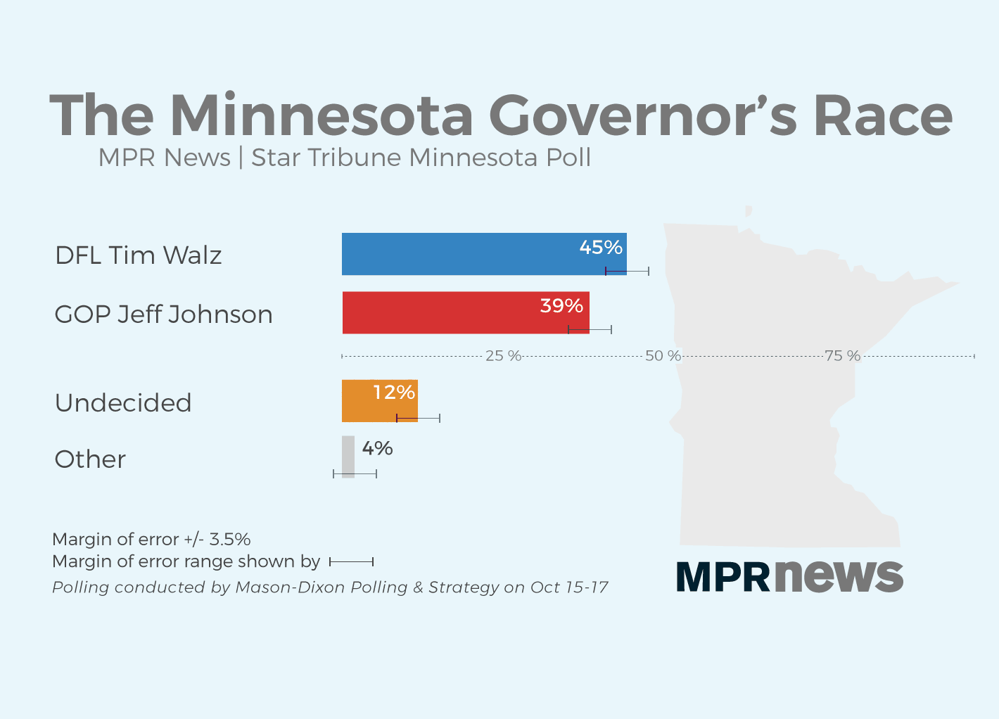 The Minnesota Governor’s Race
MPR News | Star Tribune Minnesota Poll
DFL Tim Walz
45%
GOP Jeff Johnson
39%
25 % 50 % 75 %
Undecided
12%
Other
4%
Margin of error +/- 3.5%
Margin of error range shown by
Polling conducted by Mason-Dixon Polling & Strategy on Oct 15-17
MPRnews